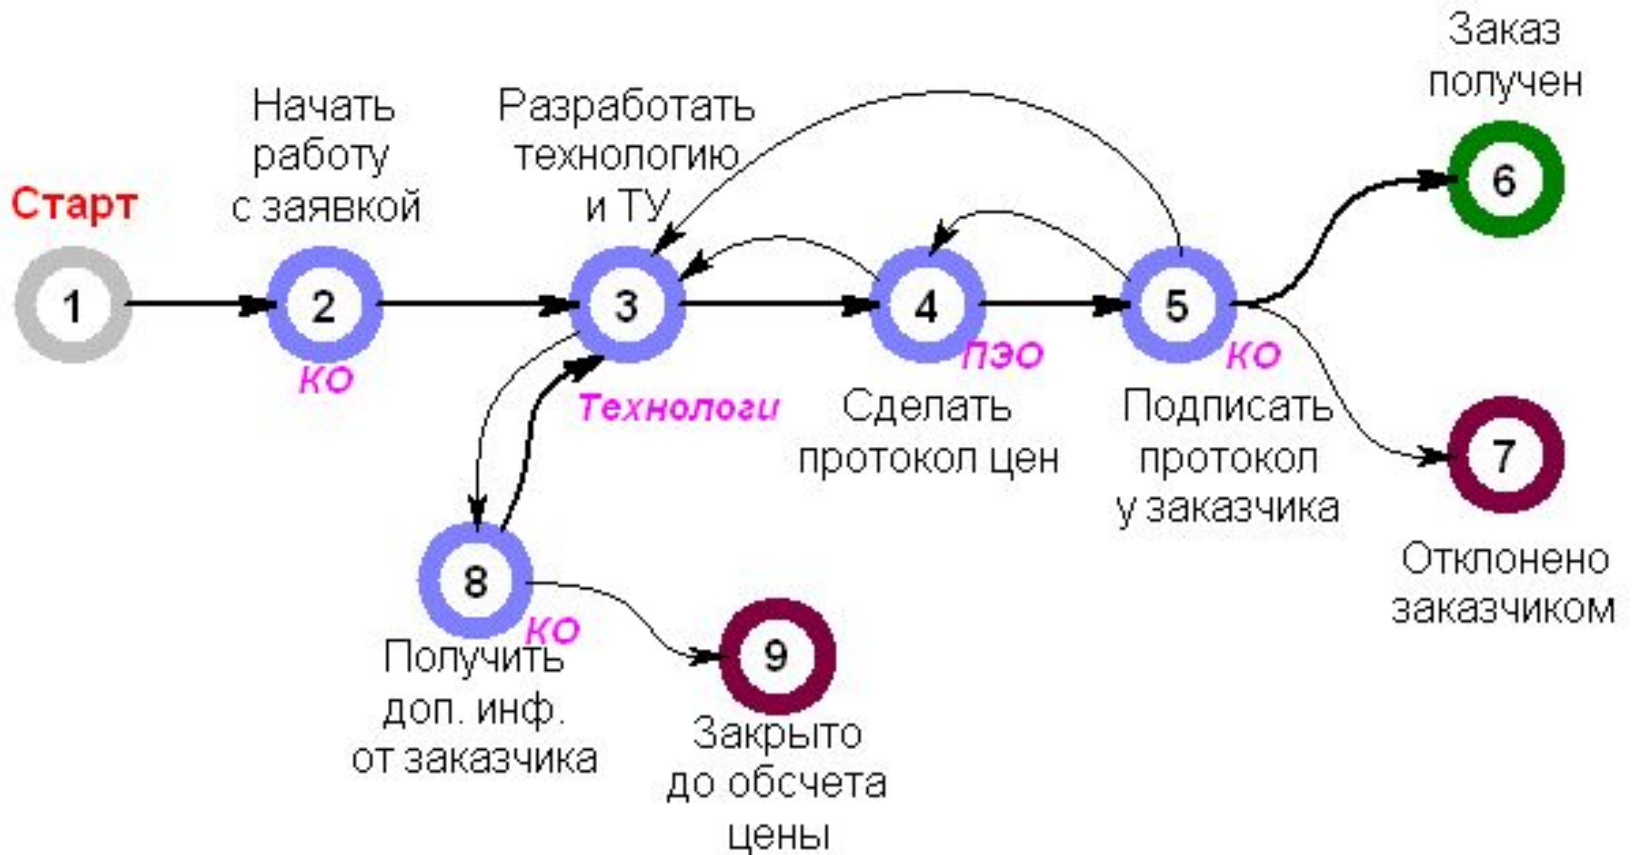 Заказ
получен
6
Начать
работу
с заявкой
Разработать
технологию
и ТУ
Старт
1
2
КО
3
Технологи
4
ПЭО
Сделать
протокол цен
5
КО
Подписать
протокол
у заказчика
7
Отклонено
заказчиком
8
КО
Получить
доп. инф.
от заказчика
9
Закрыто
до обсчета
цены